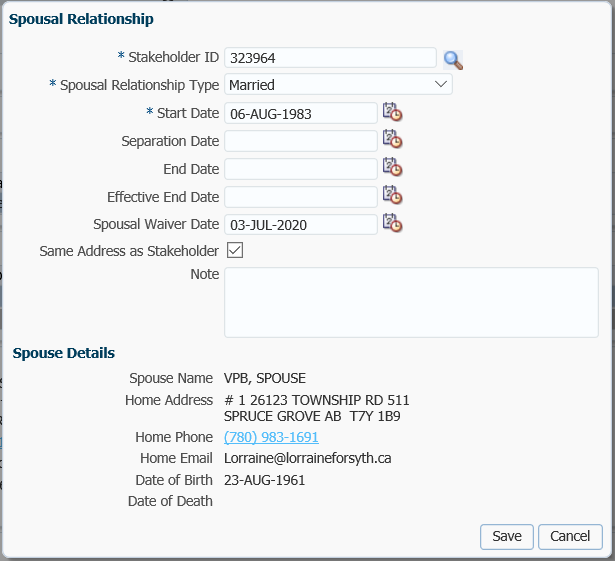 Spousal Relationship
* Stakeholder ID 323964
* Spousal Relationship Type Married
* Start Date 06-AUG-1983
Separation Date
End Date
Effective End Date
Spousal Waiver Date 03-JUL-2020
Same Address as Stakeholder
Note
Spouse Details
Spouse Name VPB, SPOUSE
Home Address # 1 26123 TOWNSHIP RD 511
SPRUCE GROVE AB T7Y 1B9
Home Phone (780) 983-1691
Home Email Lorraine@lorraineforsyth.ca
Date of Birth 23-AUG-1961
Date of Death
Save Cancel